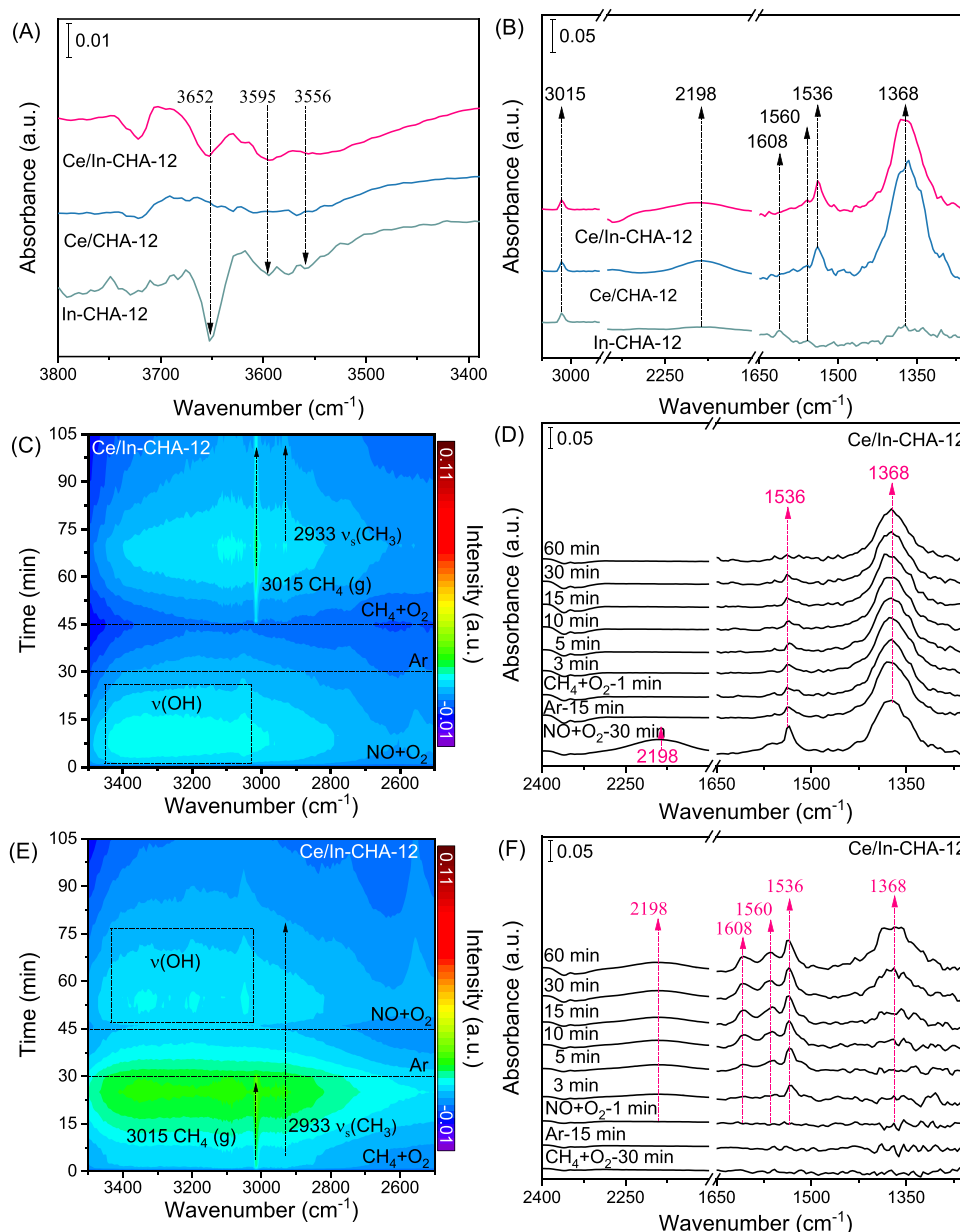 (A)
0.01
3652
3595
3556
Ce/In-CHA-12
Ce/CHA-12
In-CHA-12
Absorbance (a.u.)
3800
3700
3600
3500
3400
Wavenumber (cm⁻¹)
(B)
0.05
3015
2198
1608
1560
1536
1368
Ce/In-CHA-12
Ce/CHA-12
In-CHA-12
Absorbance (a.u.)
3000
2250
1650
1500
1350
Wavenumber (cm⁻¹)
(C)
Ce/In-CHA-12
105
90
75
60
45
30
15
0
Time (min)
2933 νs(CH₃)
3015 CH₄ (g)
CH₄+O₂
Ar
ν(OH)
NO+O₂
3400
3200
3000
2800
2600
Wavenumber (cm⁻¹)
0.11
-0.01
Intensity (a.u.)
(D)
0.05
Ce/In-CHA-12
1536
1368
60 min
30 min
15 min
10 min
5 min
3 min
CH₄+O₂-1 min
Ar-15 min
NO+O₂-30 min
2198
Absorbance (a.u.)
2400
2250
1650
1500
1350
Wavenumber (cm⁻¹)
(E)
Ce/In-CHA-12
105
90
75
60
45
30
15
0
Time (min)
ν(OH)
NO+O₂
Ar
3015 CH₄ (g)
2933 νs(CH₃)
CH₄+O₂
3400
3200
3000
2800
2600
Wavenumber (cm⁻¹)
0.11
-0.01
Intensity (a.u.)
(F)
0.05
Ce/In-CHA-12
2198
1608
1560
1536
1368
60 min
30 min
15 min
10 min
5 min
3 min
NO+O₂-1 min
Ar-15 min
CH₄+O₂-30 min
Absorbance (a.u.)
2400
2250
1650
1500
1350
Wavenumber (cm⁻¹)